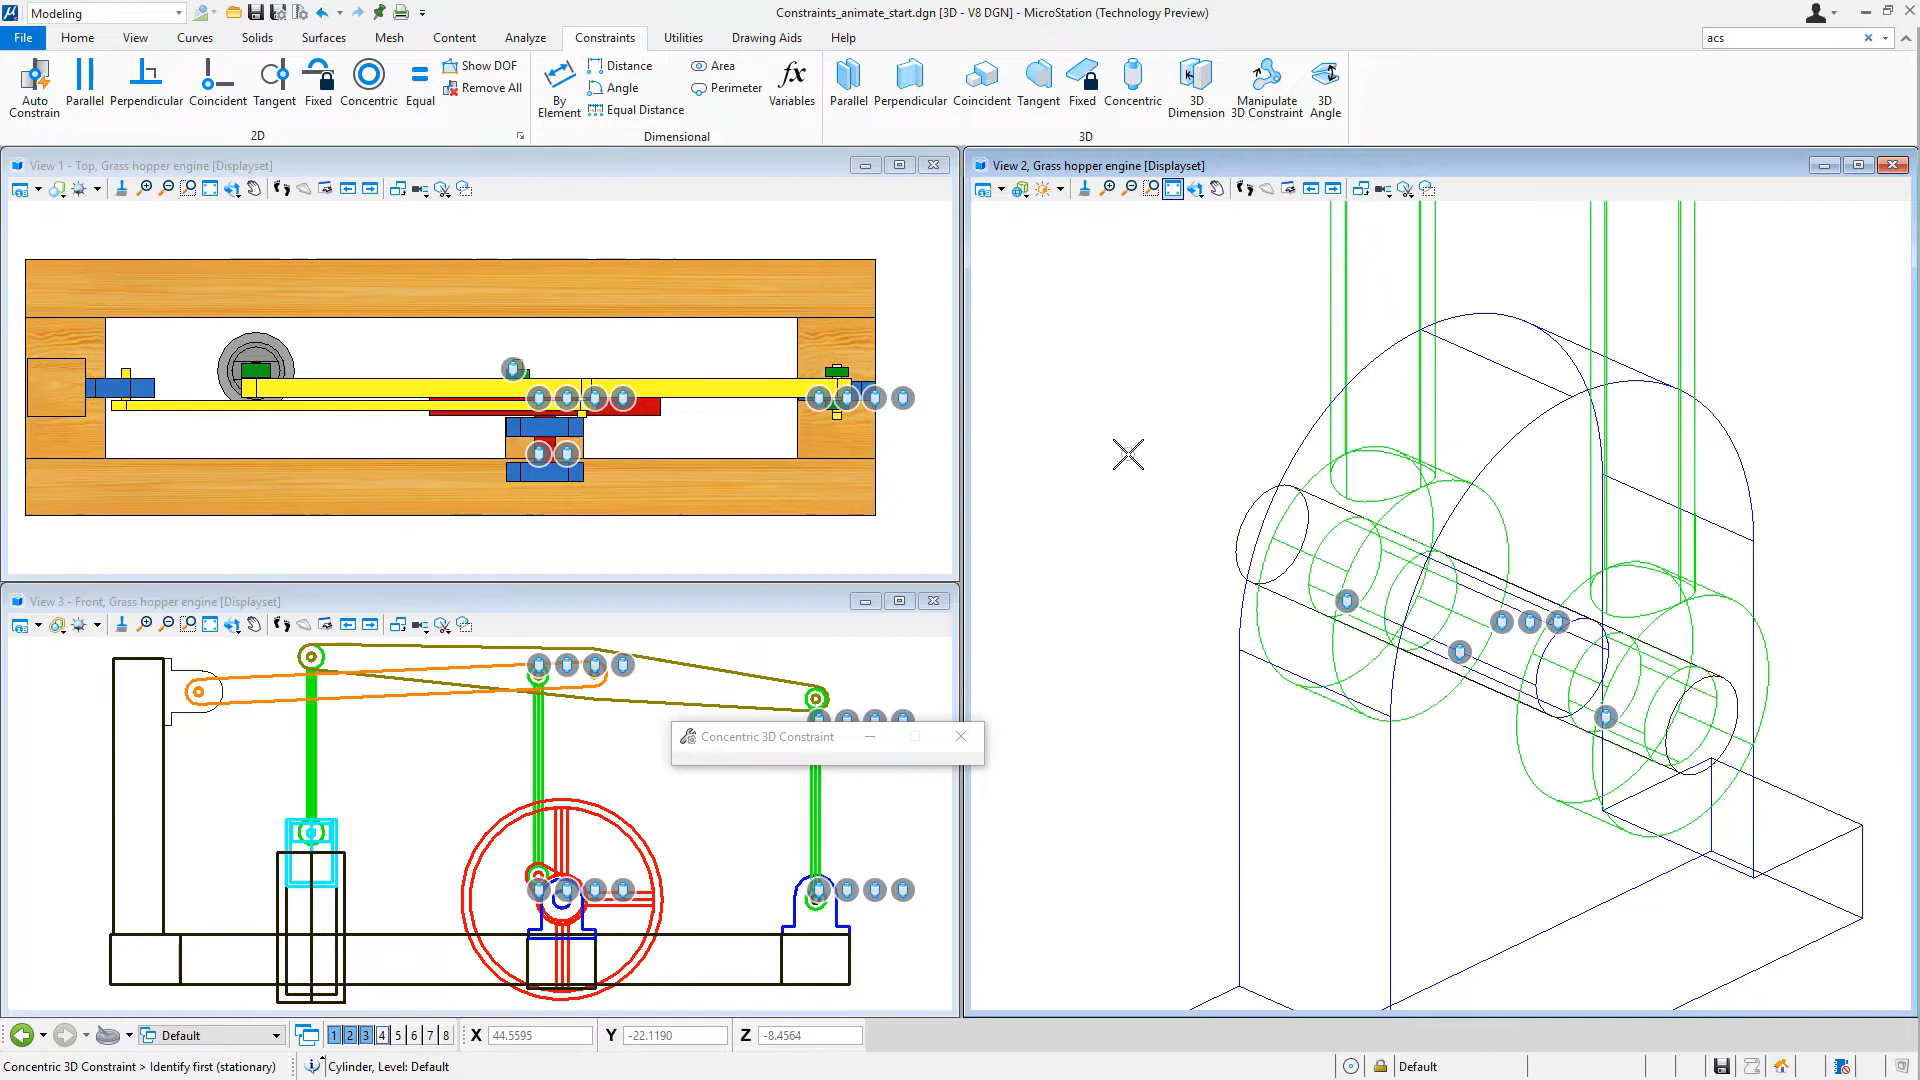 Modeling
Constraints_animate_start.dgn [3D - V8 DGN] - MicroStation (Technology Preview)
File Home View Curves Solids Surfaces Mesh Content Analyze Constraints Utilities Drawing Aids Help
acs
Auto Constrain
Parallel
Perpendicular
Coincident
Tangent
Fixed
Concentric
Equal
Show DOF
Remove All
2D
By Element
Distance
Angle
Equal Distance
Area
Perimeter
fx
Variables
Dimensional
Parallel
Perpendicular
Coincident
Tangent
Fixed
Concentric
3D Dimension
Manipulate 3D Constraint
3D Angle
3D
View 1 - Top, Grass hopper engine [Displayset]
View 2, Grass hopper engine [Displayset]
View 3 - Front, Grass hopper engine [Displayset]
Concentric 3D Constraint
Default
1 2 3 4 5 6 7 8
X 44.5595
Y -22.1190
Z -8.4564
Concentric 3D Constraint > Identify first (stationary)
Cylinder, Level: Default
Default